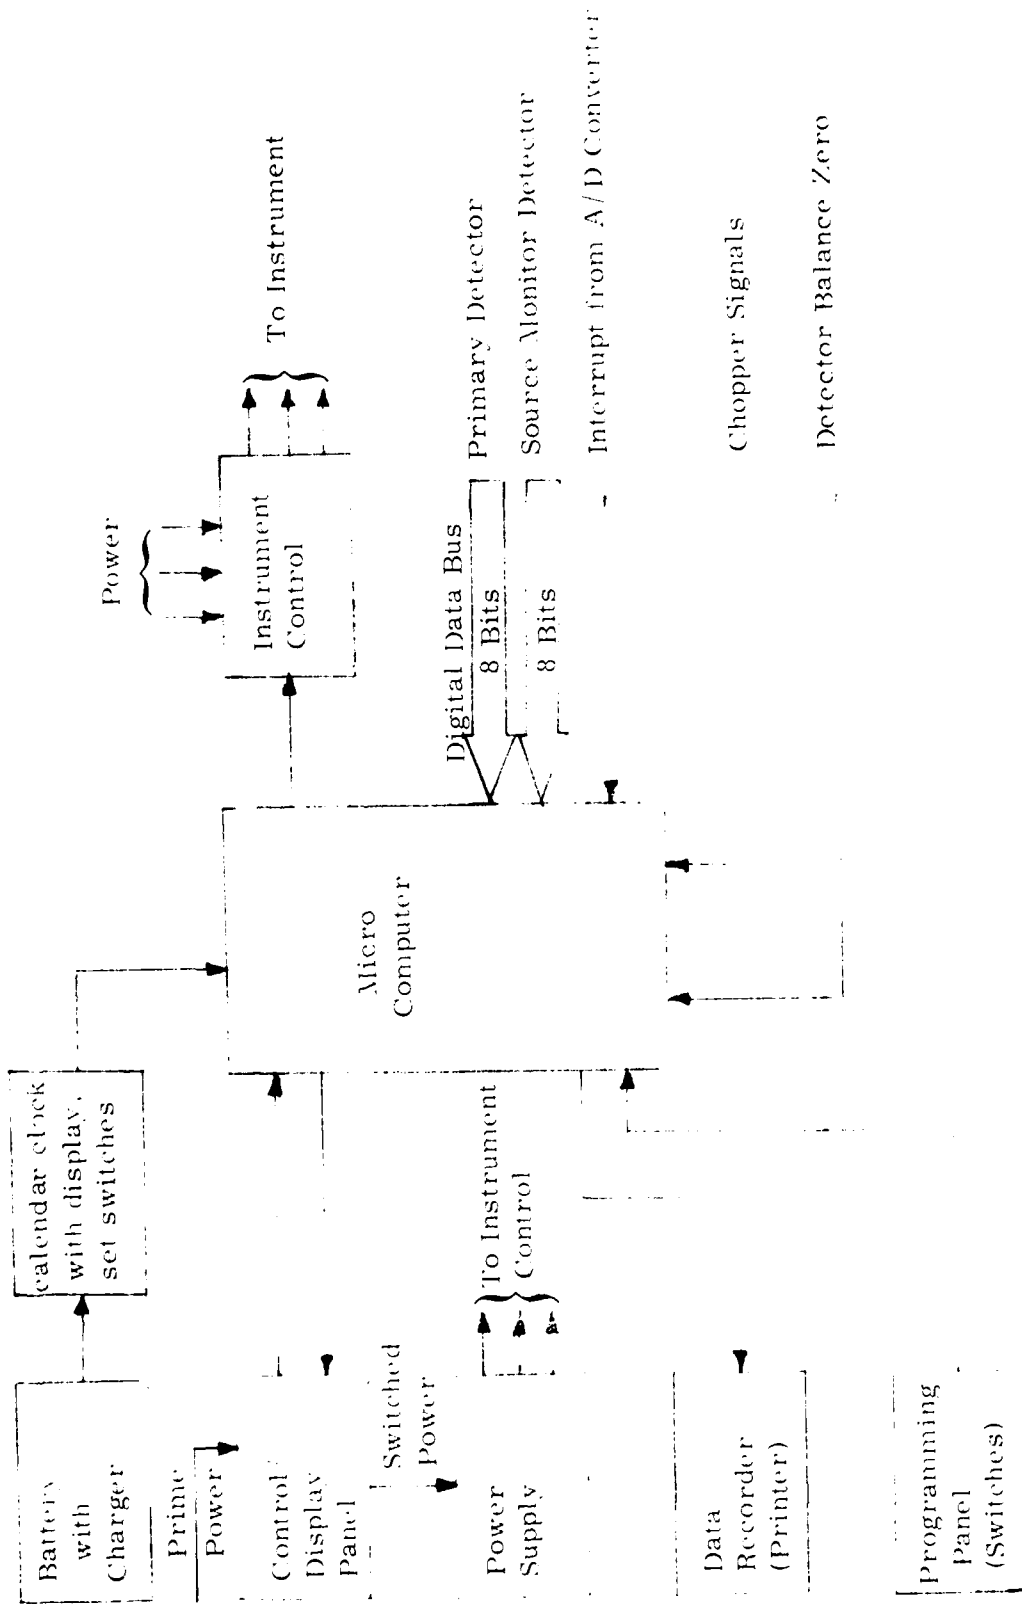 Battery
with
Charger
calendar clock
with display,
set switches
Prime
Power
Control
Display
Panel
Switched
Power
Power
Supply
To Instrument
Control
Data
Recorder
(Printer)
Programming
Panel
(Switches)
Micro
Computer
Power
Instrument
Control
To Instrument
Digital Data Bus
8 Bits
Primary Detector
8 Bits
Source Monitor Detector
Interrupt from A/D Converter
Chopper Signals
Detector Balance Zero